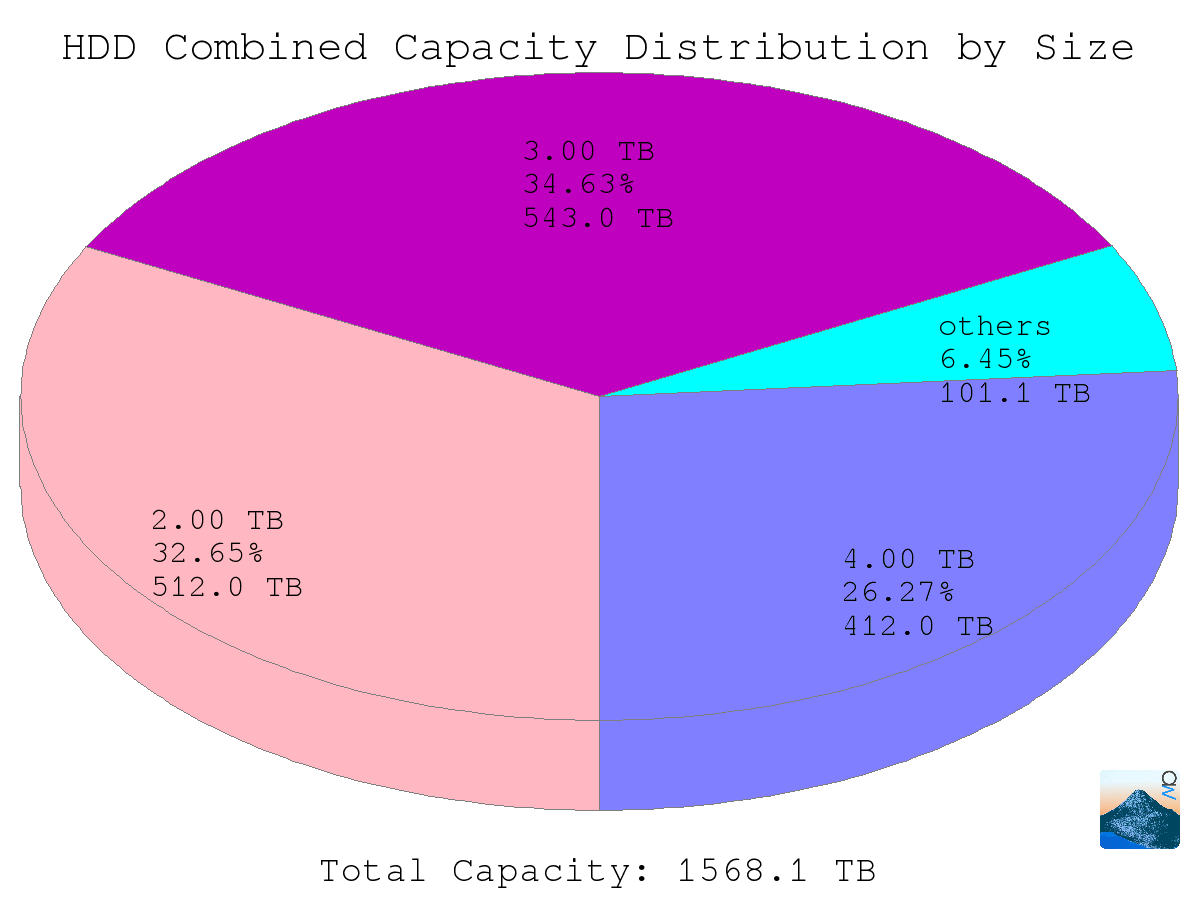 HDD Combined Capacity Distribution by Size
3.00 TB
34.63%
543.0 TB
others
6.45%
101.1 TB
2.00 TB
32.65%
512.0 TB
4.00 TB
26.27%
412.0 TB
Total Capacity: 1568.1 TB